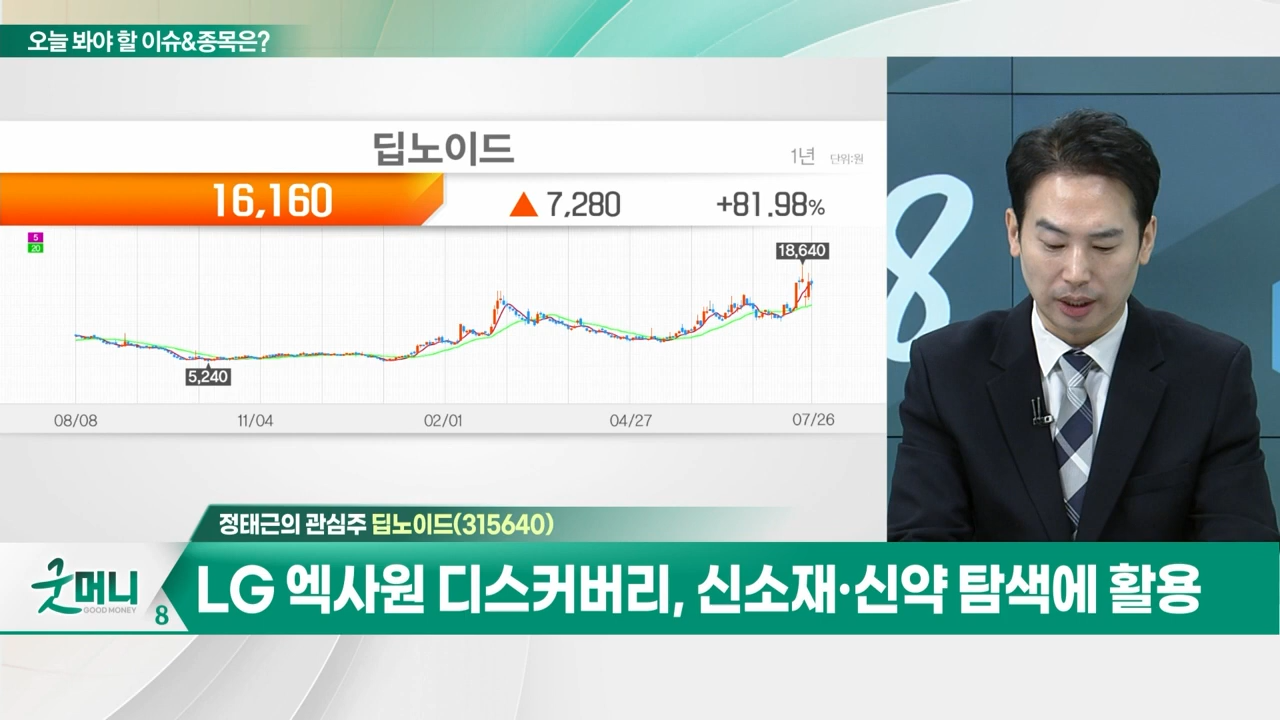 오늘 봐야 할 이슈&종목은?
딥노이드
1년 단위:원
16,160 ▲ 7,280 +81.98%
5
20
18,640
5,240
08/08 11/04 02/01 04/27 07/26
8
정태근의 관심주 딥노이드(315640)
굿머니
GOOD MONEY
8
LG 엑사원 디스커버리, 신소재·신약 탐색에 활용